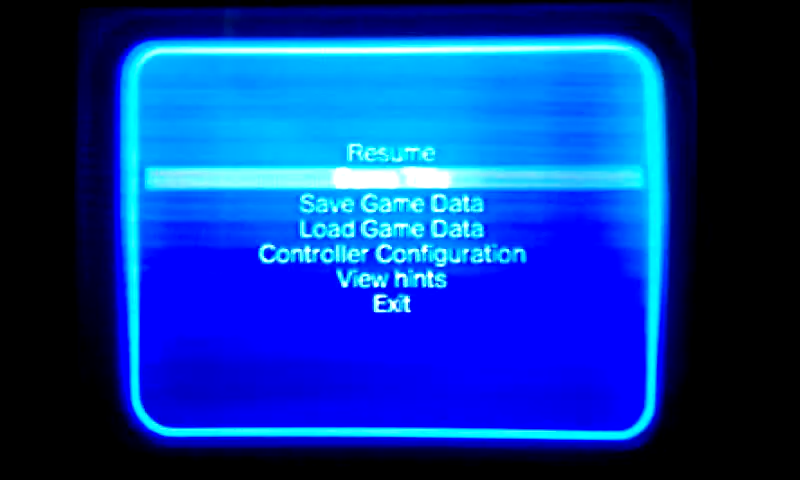 Resume
Save Game Data
Load Game Data
Controller Configuration
View hints
Exit